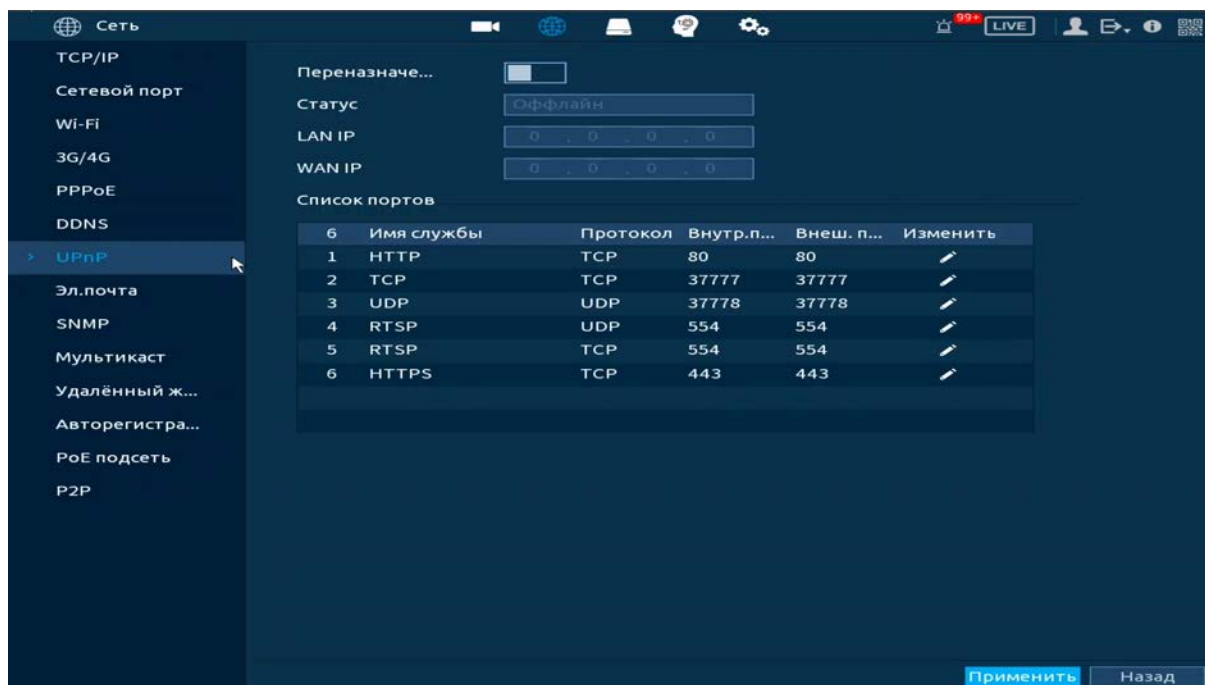 Сеть
99+
LIVE
TCP/IP
Сетевой порт
Wi-Fi
3G/4G
PPPoE
DDNS
UPnP
Эл.почта
SNMP
Мультикаст
Удалённый ж...
Авторегистра...
PoE подсеть
P2P
Переназначе...
Статус Оффлайн
LAN IP 0 . 0 . 0 . 0
WAN IP 0 . 0 . 0 . 0
Список портов
6 Имя службы Протокол Внутр.п... Внеш. п... Изменить
1 HTTP TCP 80 80
2 TCP TCP 37777 37777
3 UDP UDP 37778 37778
4 RTSP UDP 554 554
5 RTSP TCP 554 554
6 HTTPS TCP 443 443
Применить Назад